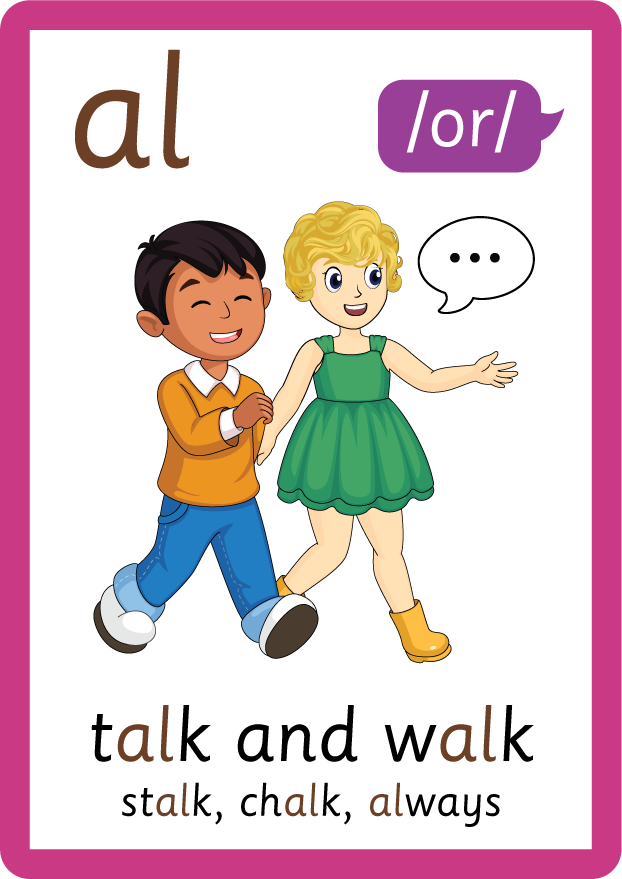 al
/or/
...
talk and walk
stalk, chalk, always